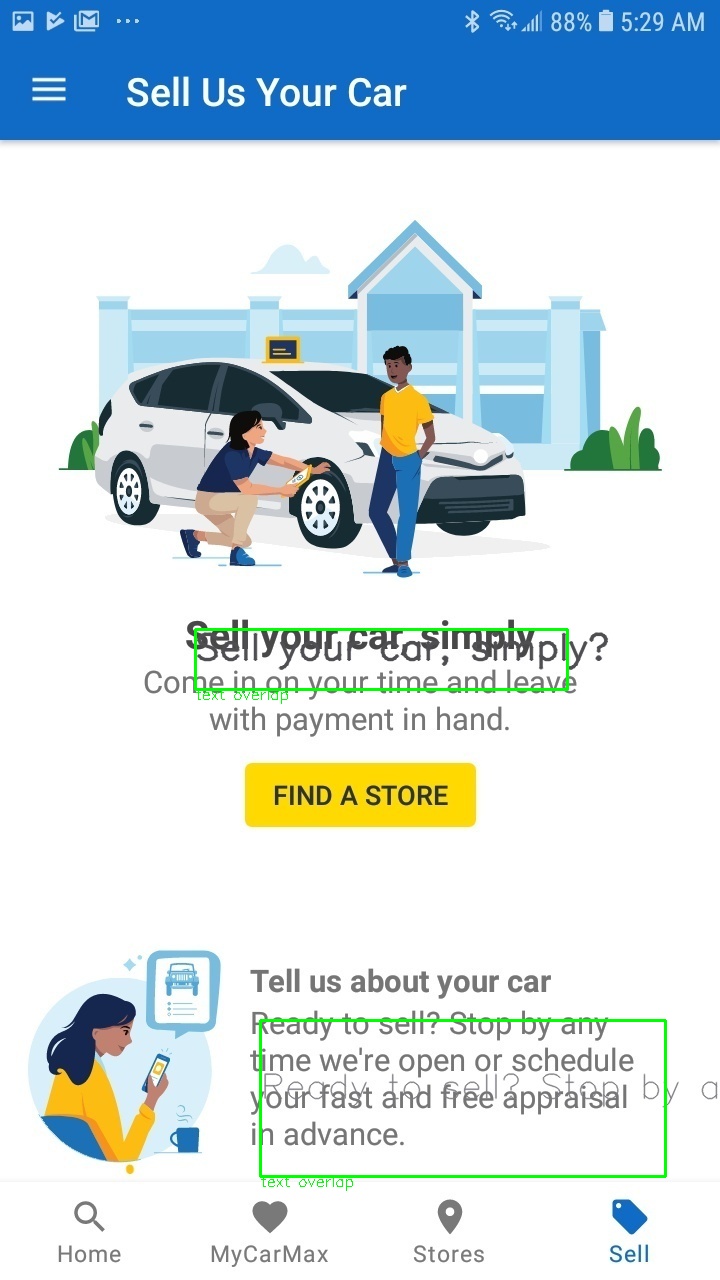 88% 5:29 AM
Sell Us Your Car
Sell your car, simply.
Sell your car, simply?
Come in on your time and leave
text overlap
with payment in hand.
FIND A STORE
Tell us about your car
Ready to sell? Stop by any
time we're open or schedule
Ready to sell? Stop by a
your fast and free appraisal
in advance.
text overlap
Home MyCarMax Stores Sell